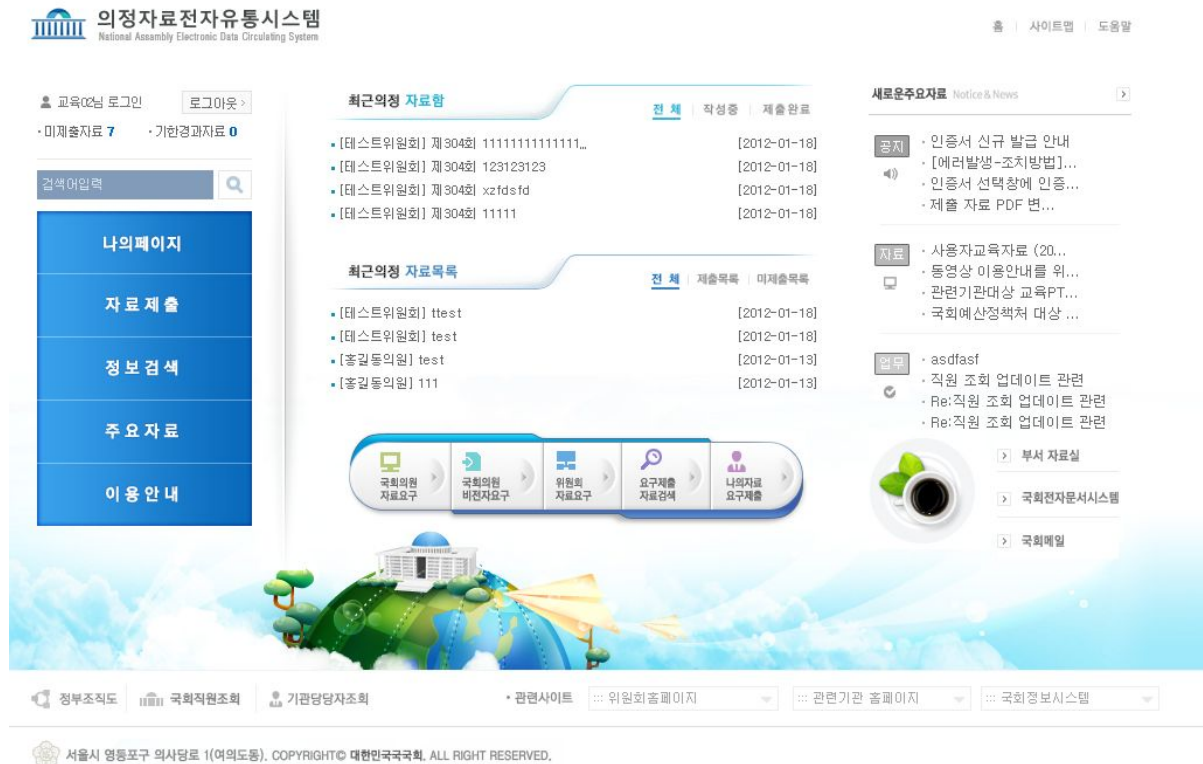 의정자료전자유통시스템
National Assembly Electronic Data Circulating System
홈 사이트맵 도움말
교육02님 로그인 로그아웃
·미제출자료 7 ·기한경과자료 0
검색어입력
나의페이지
자료제출
정보검색
주요자료
이용안내
최근의정 자료함
전체 작성중 제출완료
[테스트위원회] 제304회 11111111111111... [2012-01-18]
[테스트위원회] 제304회 123123123 [2012-01-18]
[테스트위원회] 제304회 xzfdsfd [2012-01-18]
[테스트위원회] 제304회 11111 [2012-01-18]
최근의정 자료목록
전체 제출목록 미제출목록
[테스트위원회] ttest [2012-01-18]
[테스트위원회] test [2012-01-18]
[홍길동의원] test [2012-01-13]
[홍길동의원] 111 [2012-01-13]
국회의원 자료요구
국회의원 비전자요구
위원회 자료요구
요구제출 자료검색
나의자료 요구제출
새로운주요자료 Notice & News
공지
· 인증서 신규 발급 안내
· [에러발생-조치방법]...
· 인증서 선택창에 인증...
· 제출 자료 PDF 변...
자료
· 사용자교육자료 (20...
· 동영상 이용안내를 위...
· 관련기관대상 교육PT...
· 국회예산정책처 대상 ...
업무
· asdfasf
· 직원 조회 업데이트 관련
· Re:직원 조회 업데이트 관련
· Re:직원 조회 업데이트 관련
부서 자료실
국회전자문서시스템
국회메일
정부조직도 국회직원조회 기관담당자조회 · 관련사이트 ::: 위원회홈페이지 ::: 관련기관 홈페이지 ::: 국회정보시스템
서울시 영등포구 의사당로 1(여의도동). COPYRIGHT© 대한민국국회. ALL RIGHT RESERVED.